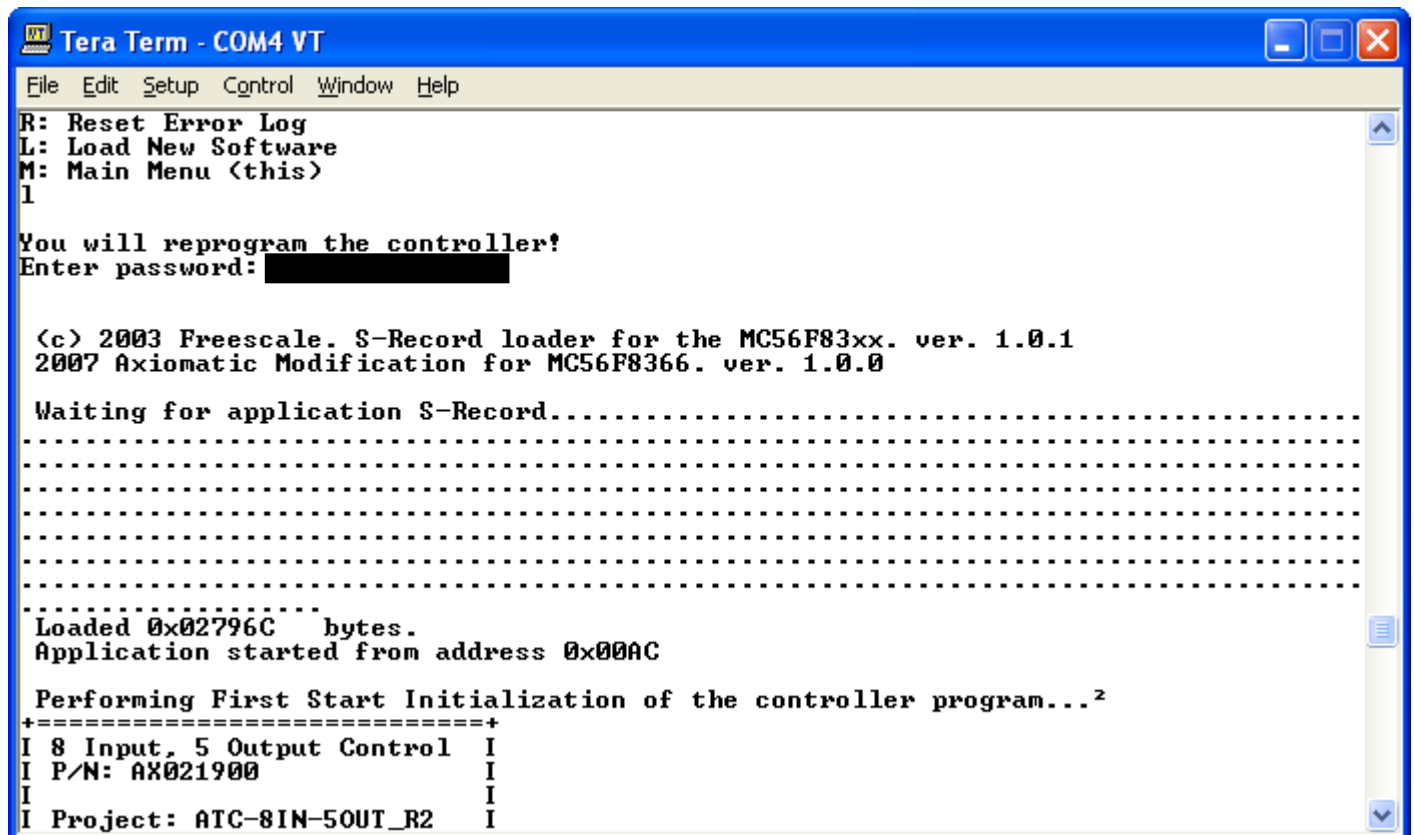 Tera Term - COM4 VT
File Edit Setup Control Window Help
R: Reset Error Log
L: Load New Software
M: Main Menu (this)
l
You will reprogram the controller!
Enter password:
(c) 2003 Freescale. S-Record loader for the MC56F83xx. ver. 1.0.1
2007 Axiomatic Modification for MC56F8366. ver. 1.0.0
Waiting for application S-Record......................................................
....................................................................................
....................................................................................
....................................................................................
....................................................................................
....................................................................................
....................................................................................
....................................................................................
...................
Loaded 0x02796C   bytes.
Application started from address 0x00AC
Performing First Start Initialization of the controller program...²
+============================+
I 8 Input, 5 Output Control  I
I P/N: AX021900              I
I                            I
I Project: ATC-8IN-5OUT_R2   I